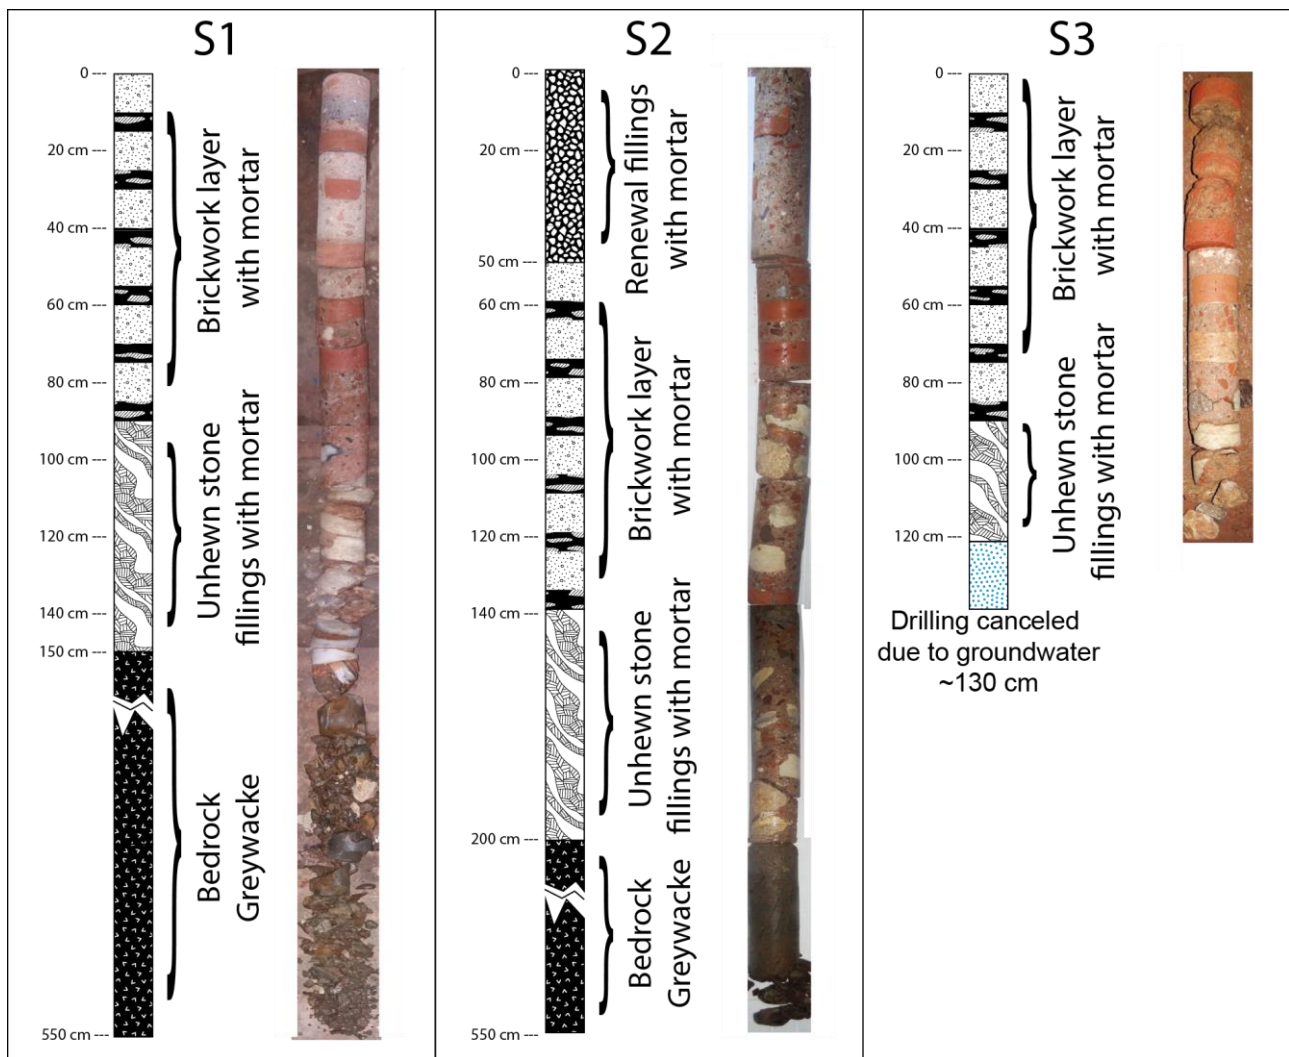 S1
0 ---
20 cm ---
40 cm ---
60 cm ---
80 cm ---
100 cm ---
120 cm ---
140 cm ---
150 cm ---
550 cm ---
Brickwork layer
with mortar
Unhewn stone
fillings with mortar
Bedrock
Greywacke
S2
0 ---
20 cm ---
50 cm ---
60 cm ---
80 cm ---
100 cm ---
120 cm ---
140 cm ---
200 cm ---
550 cm ---
Renewal fillings
with mortar
Brickwork layer
with mortar
Unhewn stone
fillings with mortar
Bedrock
Greywacke
S3
0 ---
20 cm ---
40 cm ---
60 cm ---
80 cm ---
100 cm ---
120 cm ---
Brickwork layer
with mortar
Unhewn stone
fillings with mortar
Drilling canceled
due to groundwater
~130 cm